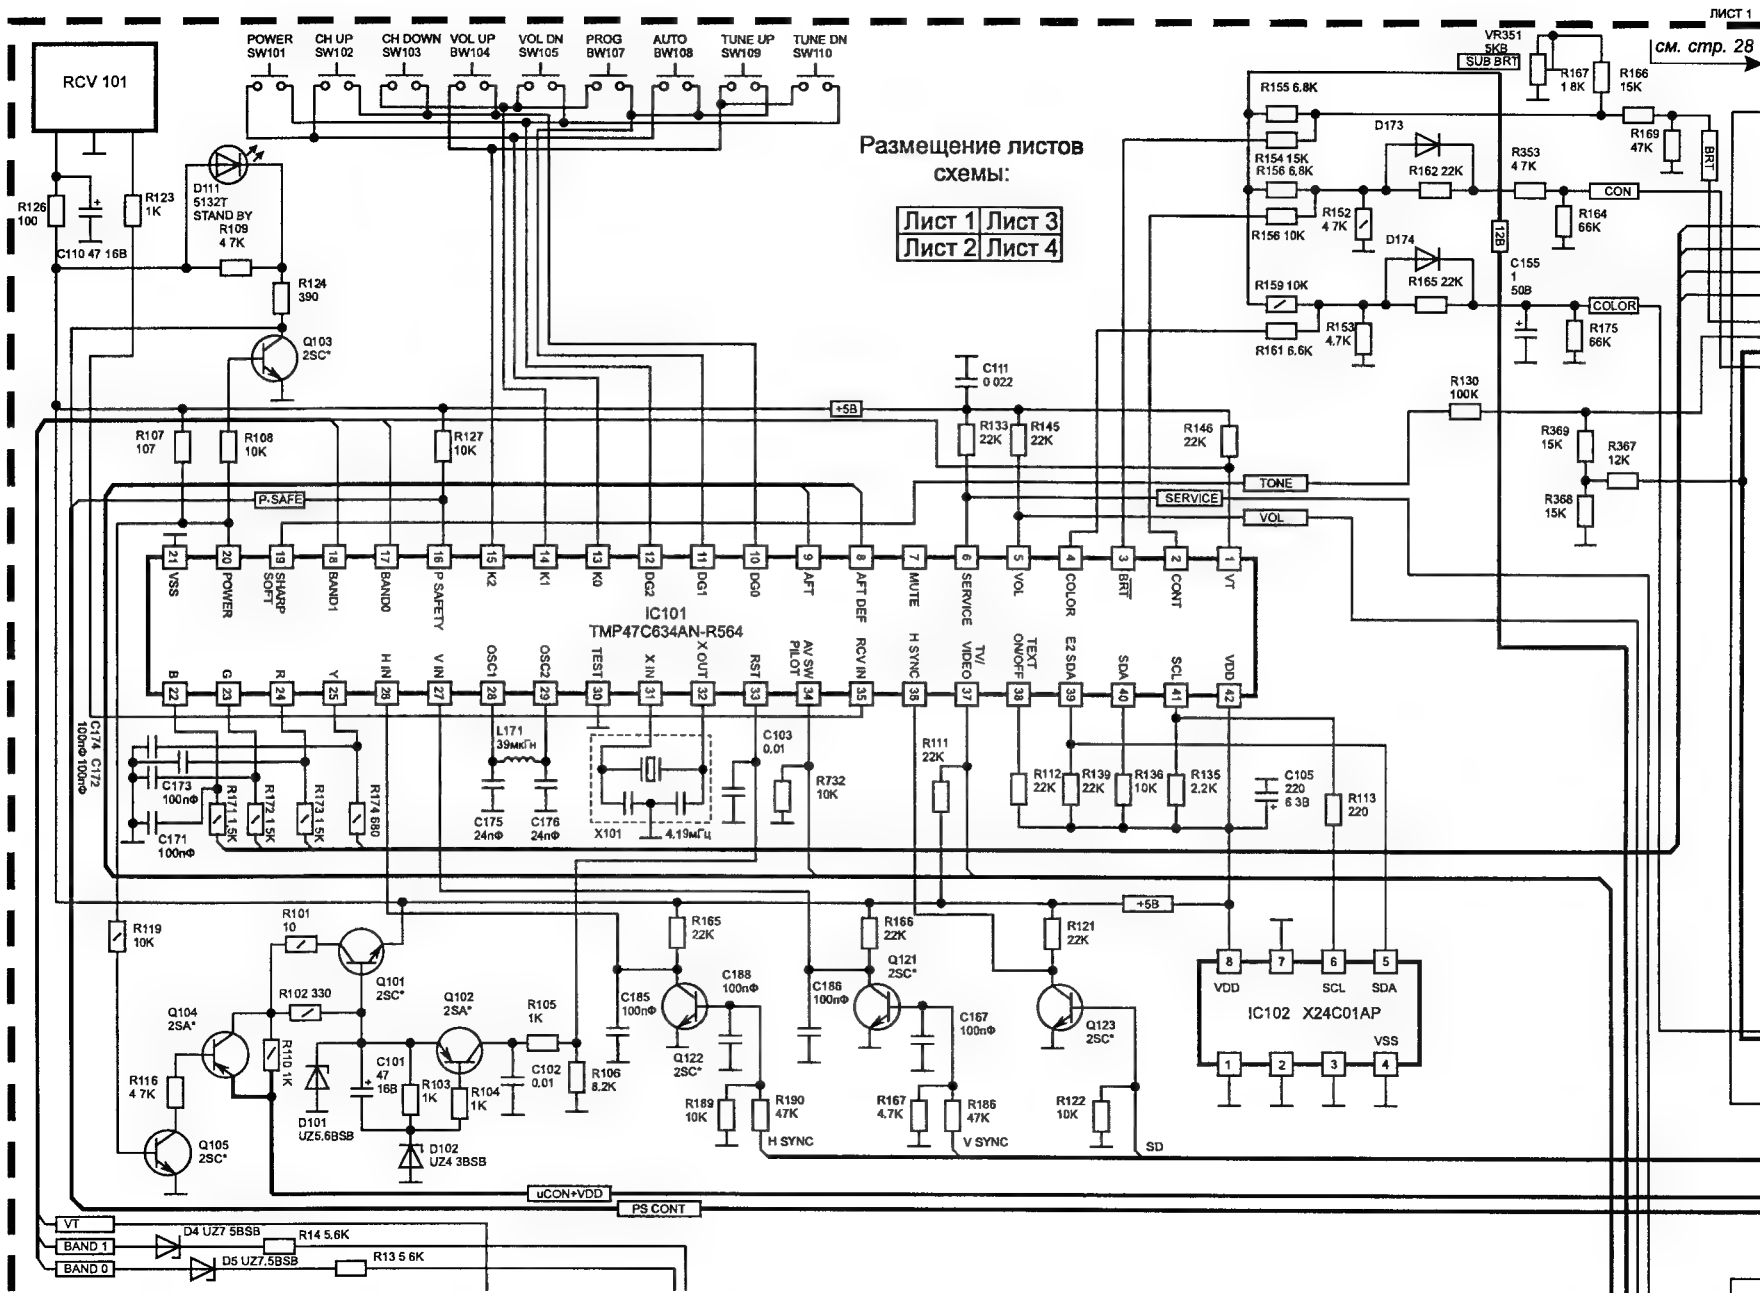 ЛИСТ 1
см. стр. 28
RCV 101
POWER SW101
CH UP SW102
CH DOWN SW103
VOL UP BW104
VOL DN SW105
PROG BW107
AUTO BW108
TUNE UP SW109
TUNE DN SW110
VR351 5KB
SUB BRT
R167 1 8K
R166 15K
R155 6,8K
R154 15K
R156 6,8K
R156 10K
R152 4 7K
D173
R162 22K
R353 4 7K
R169 47K
BRT
CON
R164 66K
12В
D174
R165 22K
C155 1 50В
R159 10K
R161 6,6K
R153 4.7K
COLOR
R175 66K
Размещение листов
схемы:
Лист 1 Лист 3
Лист 2 Лист 4
R126 100
C110 47 16В
R123 1K
D111 5132T STAND BY
R109 4 7K
R124 390
Q103 2SC*
C111 0 022
+5В
R107 107
R108 10K
R127 10K
R133 22K
R145 22K
R146 22K
R130 100K
R369 15K
R367 12K
R368 15K
P-SAFE
TONE
SERVICE
VOL
21 20 19 18 17 16 15 14 13 12 11 10 9 8 7 6 5 4 3 2 1
VSS POWER SHARP SOFT BAND1 BAND0 P SAFETY K2 K1 K0 DG2 DG1 DG0 AFT AFT DEF MUTE SERVICE VOL COLOR BRT CONT VT
IC101
TMP47C634AN-R564
B G R Y H IN V IN OSC1 OSC2 TEST X IN X OUT RST AV SW PILOT RCV IN H SYNC TV/ VIDEO TEXT ON/OFF E2 SDA SDA SCL VDD
22 23 24 25 26 27 28 29 30 31 32 33 34 35 36 37 38 39 40 41 42
C174 100пФ
C172 100пФ
C173 100пФ
C171 100пФ
R171 1 5K
R172 1 5K
R173 1 5K
R174 680
L171 39мкГн
C175 24пФ
C176 24пФ
X101
4,19мГц
C103 0,01
R732 10K
R111 22K
R112 22K
R139 22K
R136 10K
R135 2.2K
C105 220 6 3В
R113 220
+5В
R119 10K
R101 10
Q101 2SC*
R102 330
Q104 2SA*
R110 1K
R116 4 7K
Q105 2SC*
D101 UZ5.6BSB
C101 47 16В
Q102 2SA*
R103 1K
R104 1K
D102 UZ4 3BSB
R105 1K
C102 0,01
R106 8.2K
C185 100пФ
R165 22K
C188 100пФ
Q122 2SC*
R189 10K
R190 47K
H SYNC
C186 100пФ
R166 22K
Q121 2SC*
C167 100пФ
R167 4.7K
R186 47K
V SYNC
R121 22K
Q123 2SC*
R122 10K
SD
8 7 6 5
VDD SCL SDA
IC102 X24C01AP
VSS
1 2 3 4
uCON+VDD
PS CONT
VT
BAND 1
D4 UZ7 5BSB
R14 5.6K
BAND 0
D5 UZ7.5BSB
R13 5 6K